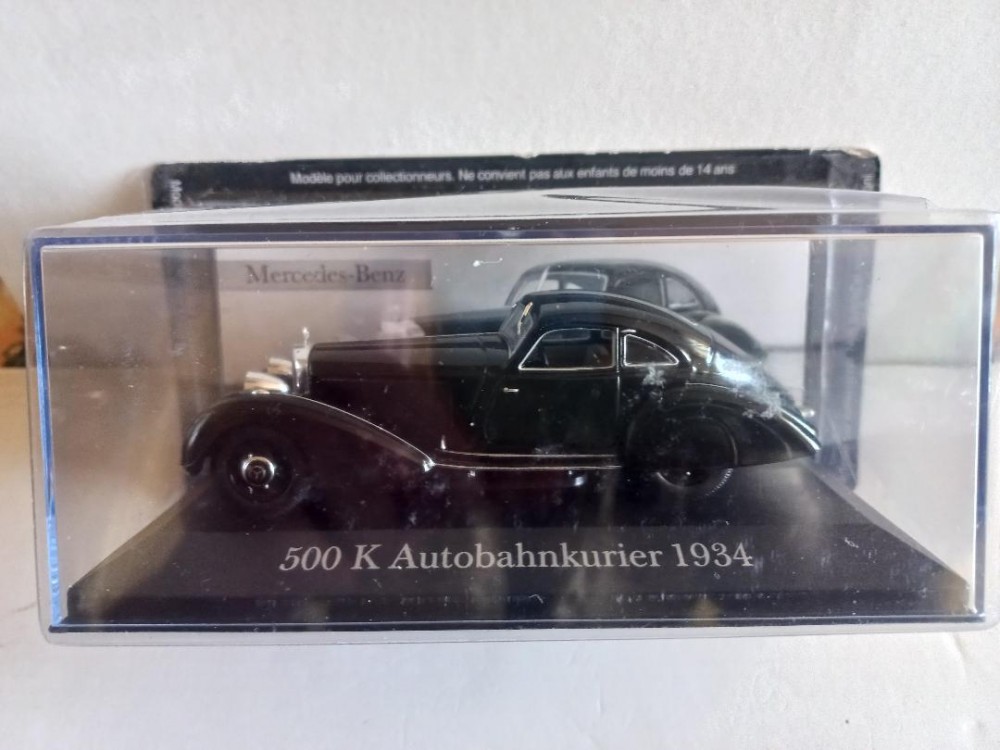 Modèle pour collectionneurs. Ne convient pas aux enfants de moins de 14 ans
Mercedes-Benz
500 K Autobahnkurier 1934